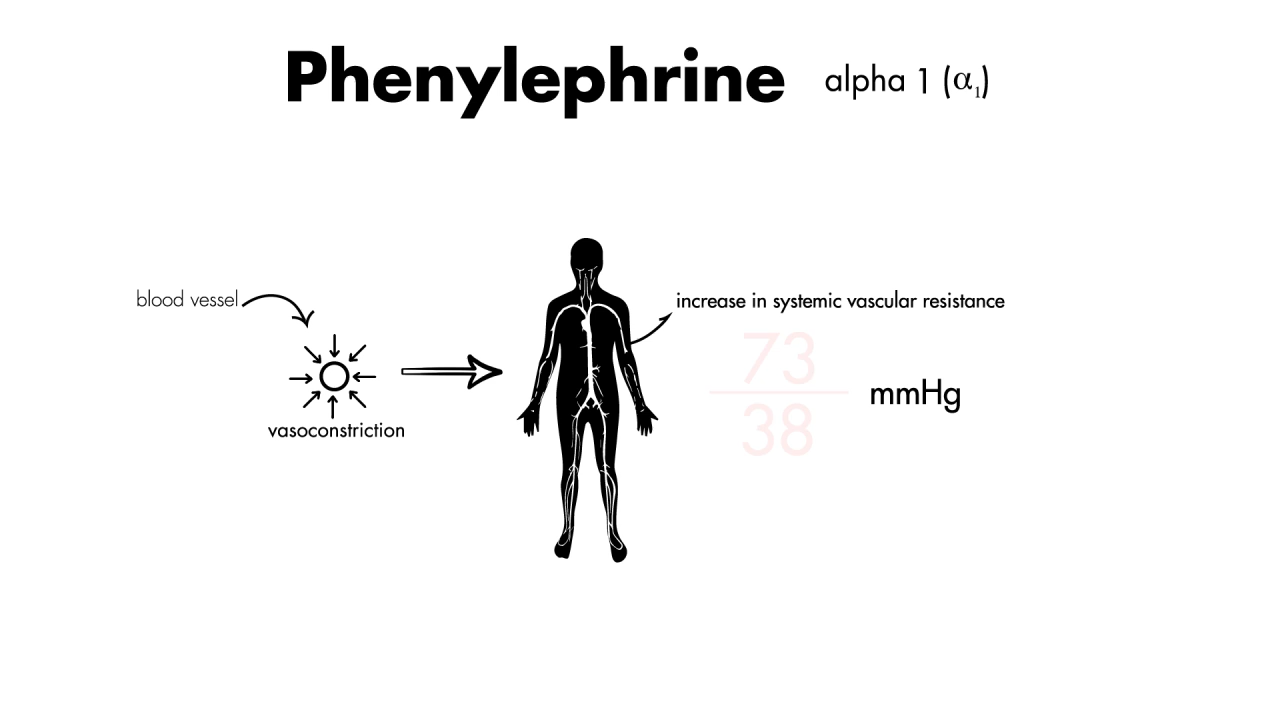 Phenylephrine alpha 1 (α₁)
blood vessel
increase in systemic vascular resistance
73
38
mmHg
vasoconstriction